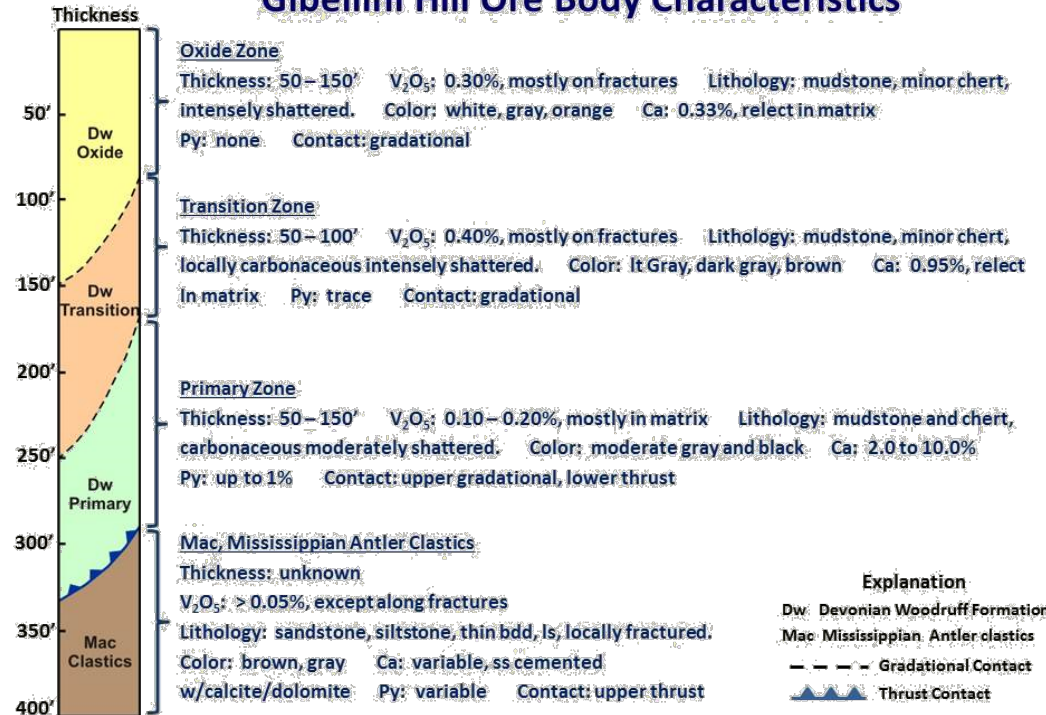 Gibellini Hill Ore Body Characteristics
Thickness
50'
100'
150'
200'
250'
300'
350'
400'
Dw
Oxide
Dw
Transition
Dw
Primary
Mac
Clastics
Oxide Zone
Thickness: 50 – 150' V₂O₅: 0.30%, mostly on fractures Lithology: mudstone, minor chert,
intensely shattered. Color: white, gray, orange Ca: 0.33%, relect in matrix
Py: none Contact: gradational
Transition Zone
Thickness: 50 – 100' V₂O₅: 0.40%, mostly on fractures Lithology: mudstone, minor chert,
locally carbonaceous intensely shattered. Color: lt Gray, dark gray, brown Ca: 0.95%, relect
In matrix Py: trace Contact: gradational
Primary Zone
Thickness: 50 – 150' V₂O₅: 0.10 – 0.20%, mostly in matrix Lithology: mudstone and chert,
carbonaceous moderately shattered. Color: moderate gray and black Ca: 2.0 to 10.0%
Py: up to 1% Contact: upper gradational, lower thrust
Mac, Mississippian Antler Clastics
Thickness: unknown
V₂O₅: > 0.05%, except along fractures
Lithology: sandstone, siltstone, thin bdd, ls, locally fractured.
Color: brown, gray Ca: variable, ss cemented
w/calcite/dolomite Py: variable Contact: upper thrust
Explanation
Dw Devonian Woodruff Formation
Mac Mississippian Antler clastics
Gradational Contact
Thrust Contact